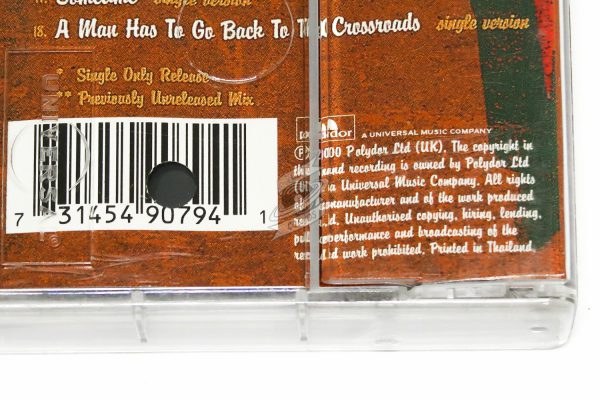 18. A Man Has To Go Back To The Crossroads single version
* Single Only Release
** Previously Unreleased Mix
UNIVERSAL
7 31454 90794 1
A UNIVERSAL MUSIC COMPANY
Polydor Ltd (UK). The copyright in
sound recording is owned by Polydor Ltd
a Universal Music Company. All rights
manufacturer and of the work produced
Unauthorised copying, hiring, lending,
performance and broadcasting of the
work prohibited. Printed in Thailand.